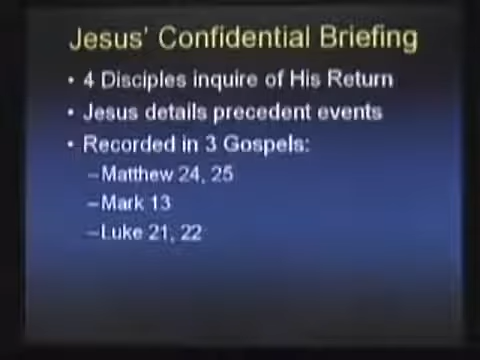 Jesus' Confidential Briefing
• 4 Disciples inquire of His Return
• Jesus details precedent events
• Recorded in 3 Gospels:
–Matthew 24, 25
–Mark 13
–Luke 21, 22